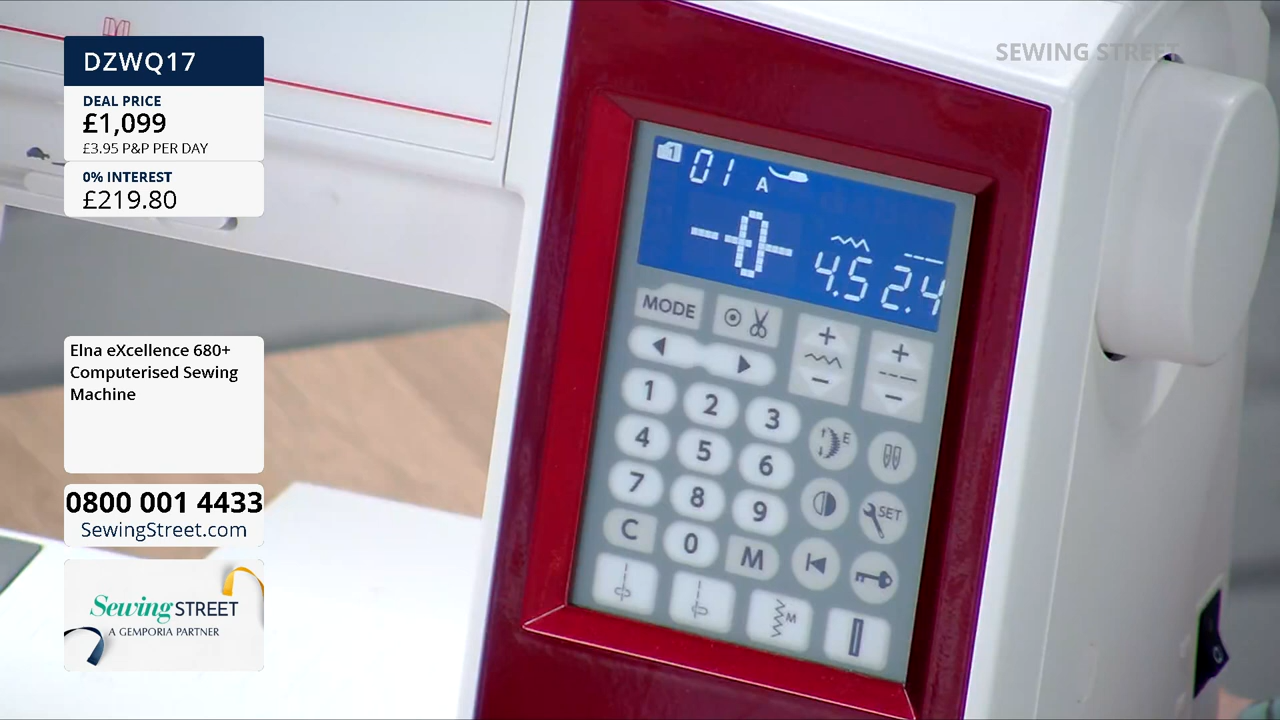 DZWQ17
DEAL PRICE
£1,099
£3.95 P&P PER DAY
0% INTEREST
£219.80
Elna eXcellence 680+
Computerised Sewing
Machine
0800 001 4433
SewingStreet.com
Sewing STREET
A GEMPORIA PARTNER
SEWING STREET
1 01 A
4.5 2.4
MODE
+ +
− −
1 2 3
E
4 5 6
7 8 9
SET
C 0 M
M